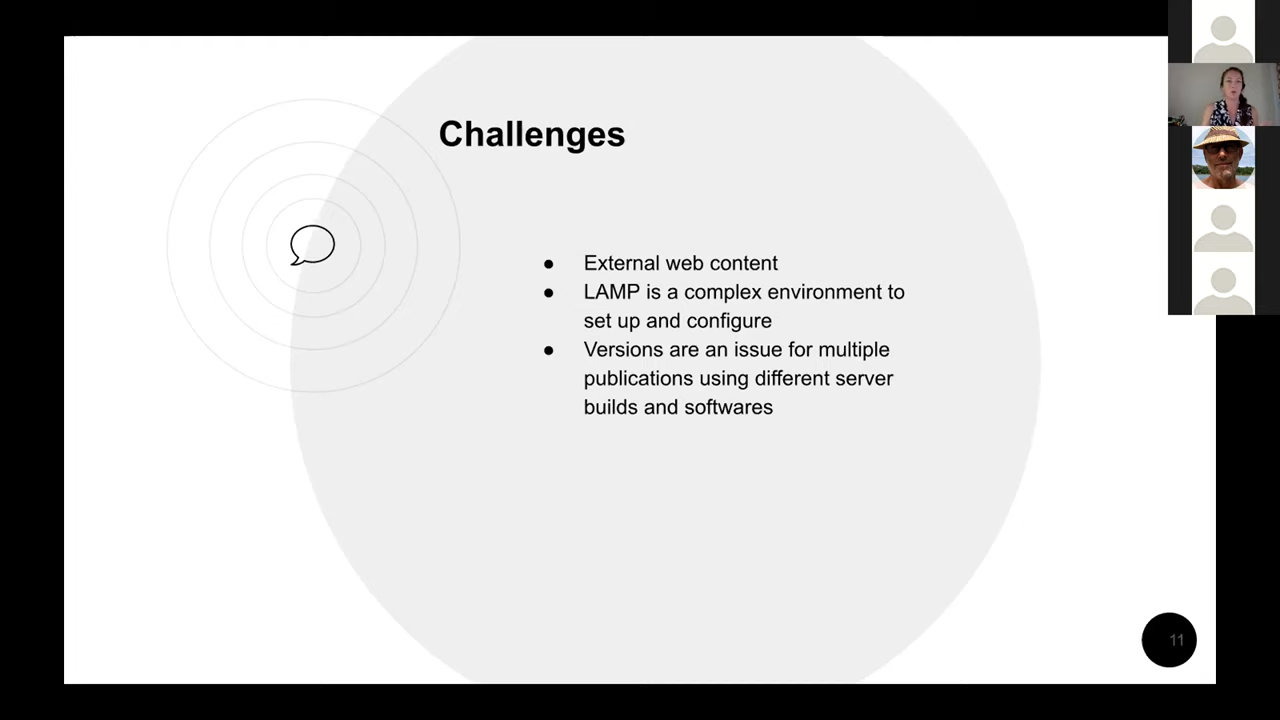 Challenges
● External web content
● LAMP is a complex environment to
set up and configure
● Versions are an issue for multiple
publications using different server
builds and softwares
11